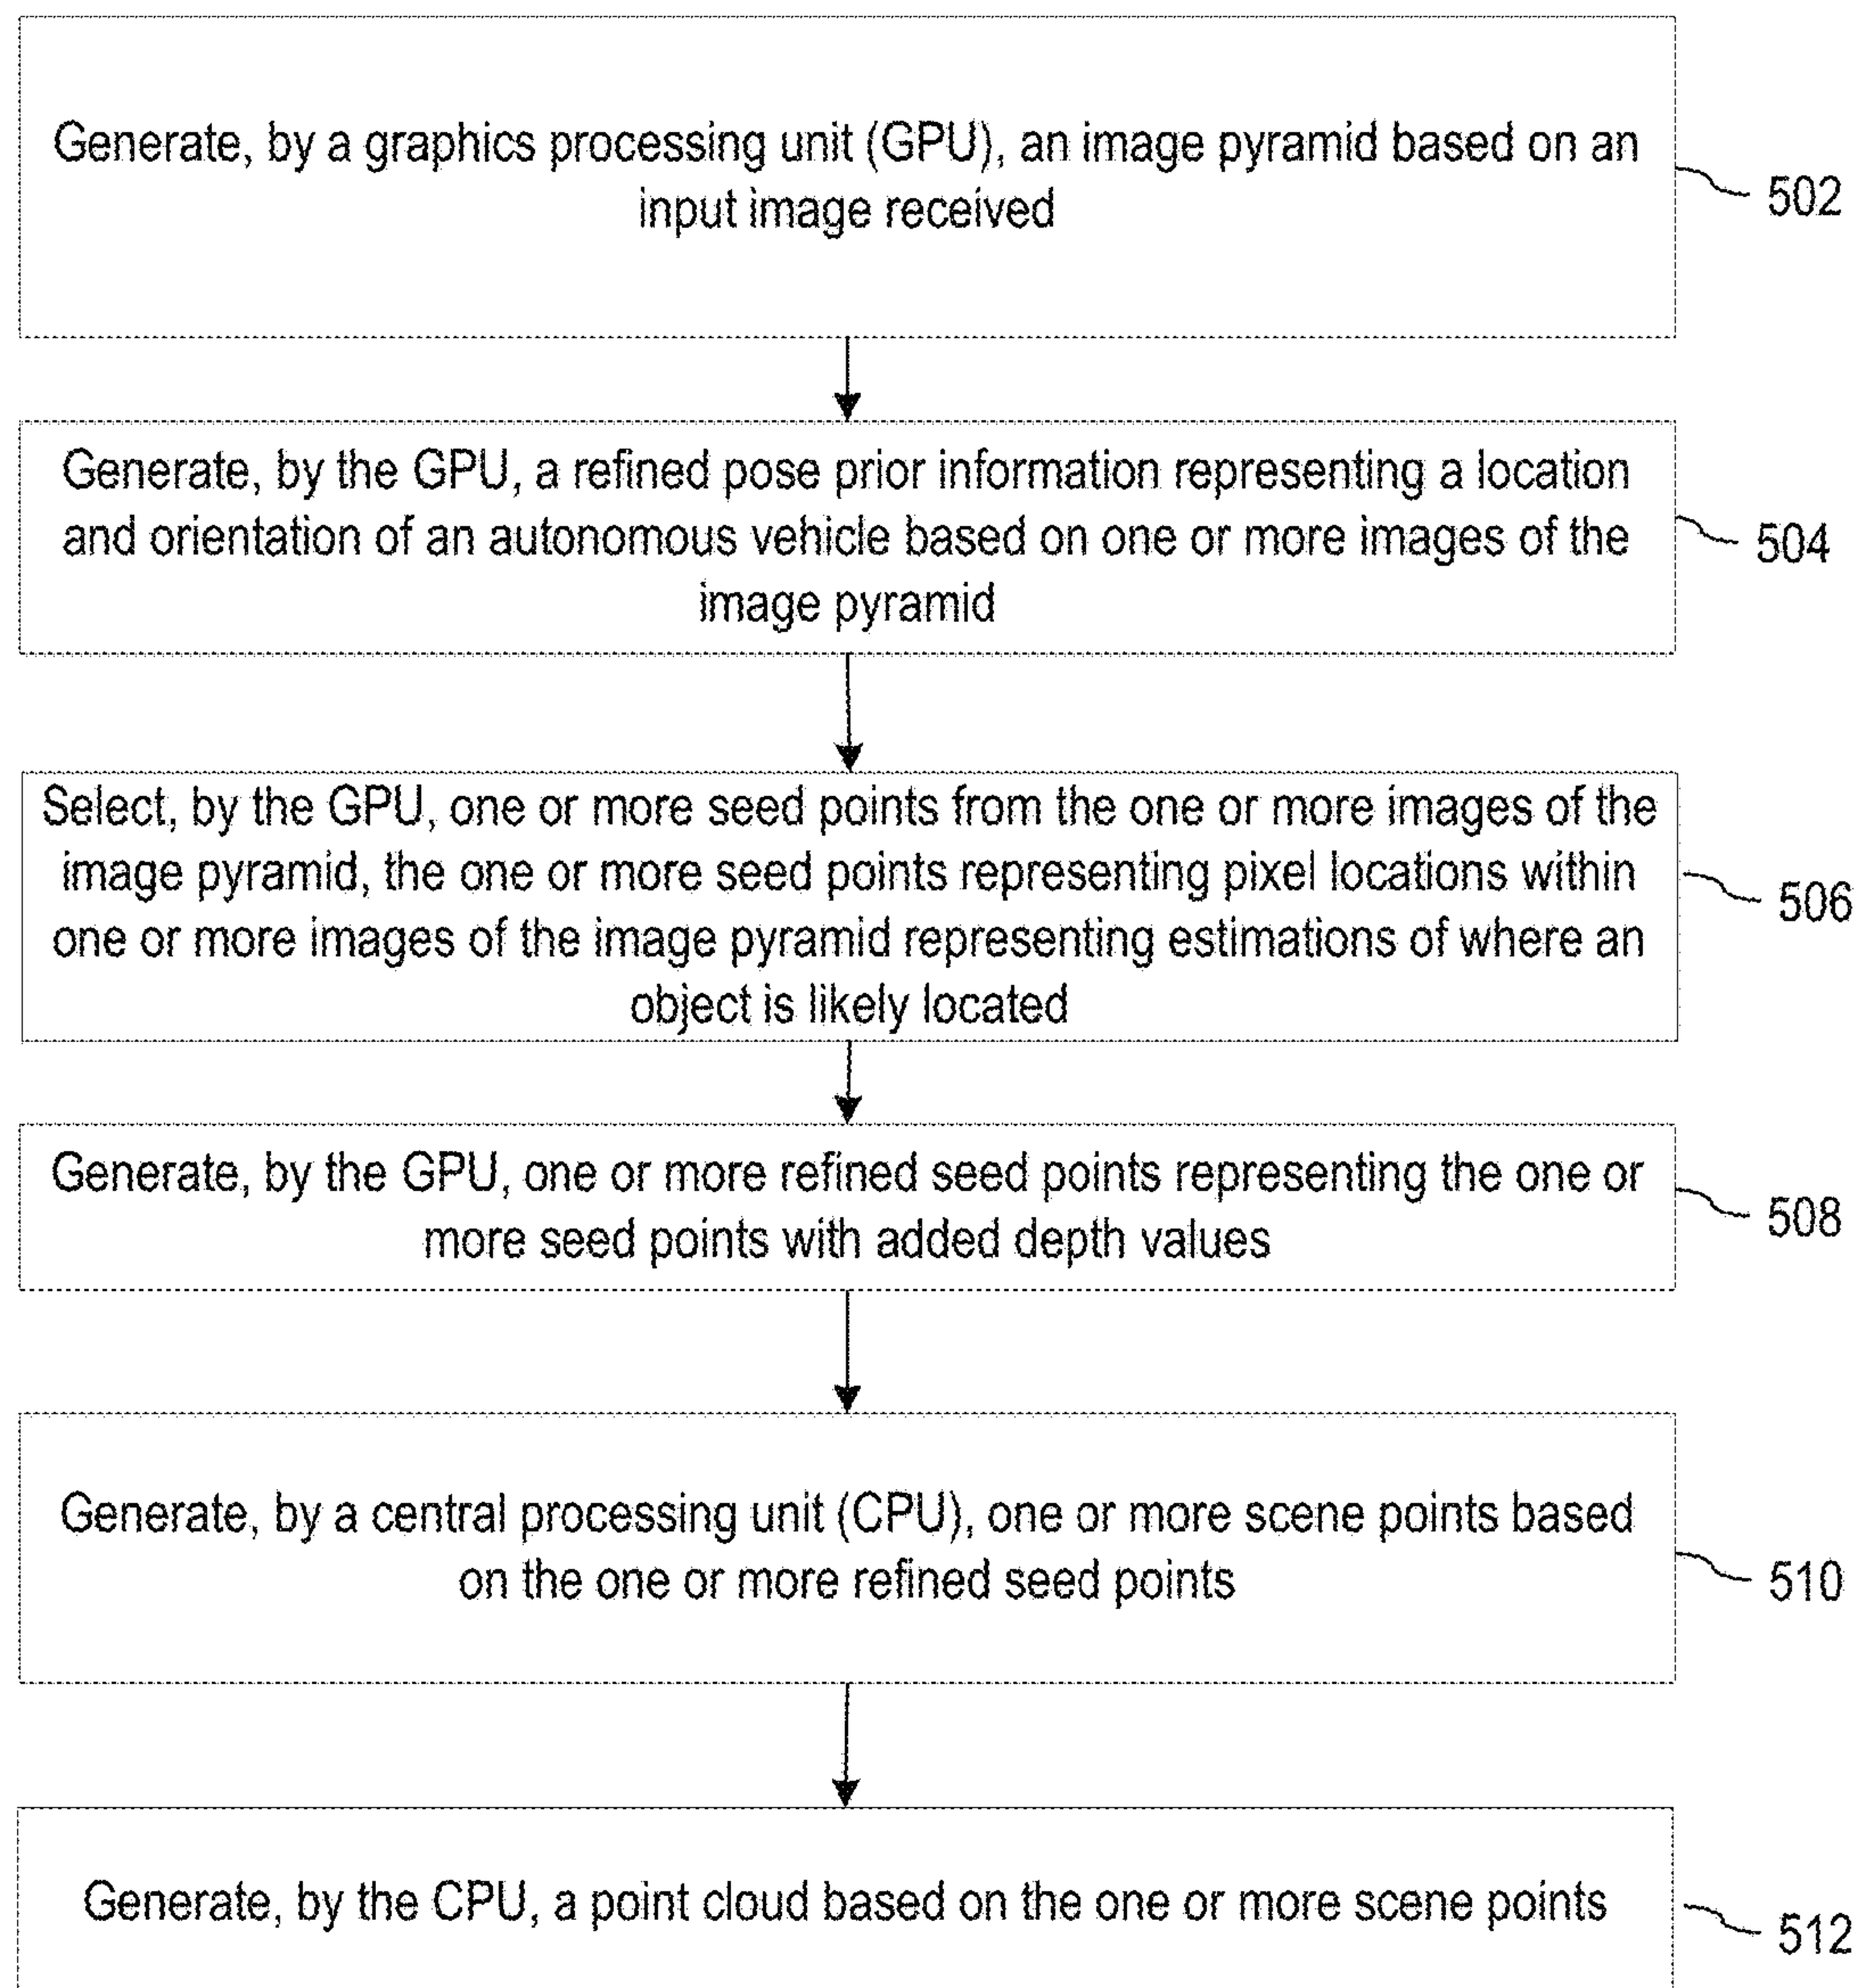 Generate, by a graphics processing unit (GPU), an image pyramid based on an
input image received
502
Generate, by the GPU, a refined pose prior information representing a location
and orientation of an autonomous vehicle based on one or more images of the
image pyramid
504
Select, by the GPU, one or more seed points from the one or more images of the
image pyramid, the one or more seed points representing pixel locations within
one or more images of the image pyramid representing estimations of where an
object is likely located
506
Generate, by the GPU, one or more refined seed points representing the one or
more seed points with added depth values
508
Generate, by a central processing unit (CPU), one or more scene points based
on the one or more refined seed points
510
Generate, by the CPU, a point cloud based on the one or more scene points
512